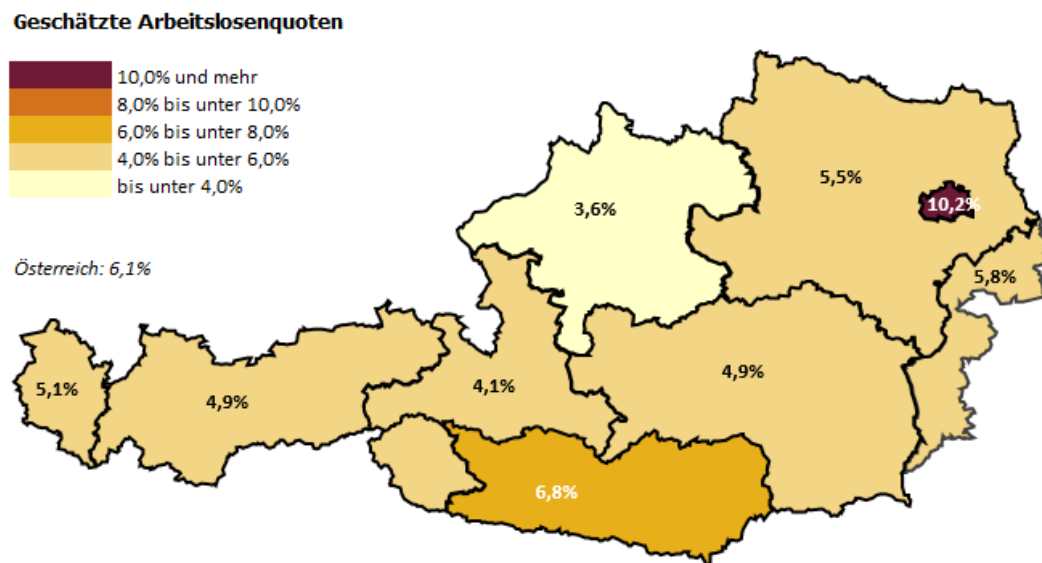 Geschätzte Arbeitslosenquoten
10,0% und mehr
8,0% bis unter 10,0%
6,0% bis unter 8,0%
4,0% bis unter 6,0%
bis unter 4,0%
Österreich: 6,1%
5,5%
10,2%
3,6%
5,8%
5,1%
4,9%
4,1%
4,9%
6,8%